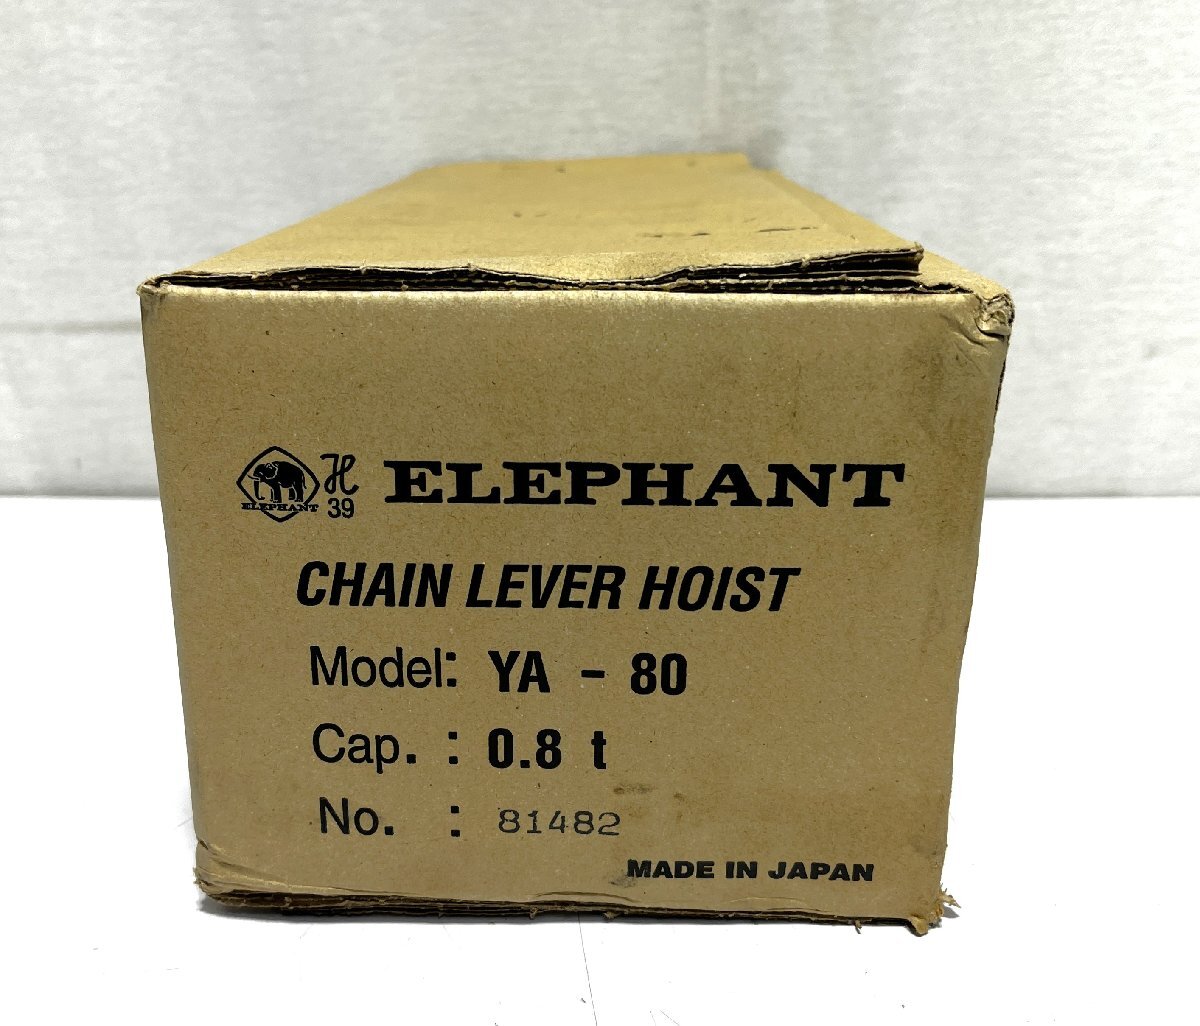 ELEPHANT H 39 ELEPHANT
CHAIN LEVER HOIST
Model: YA - 80
Cap. : 0.8 t
No. : 81482
MADE IN JAPAN